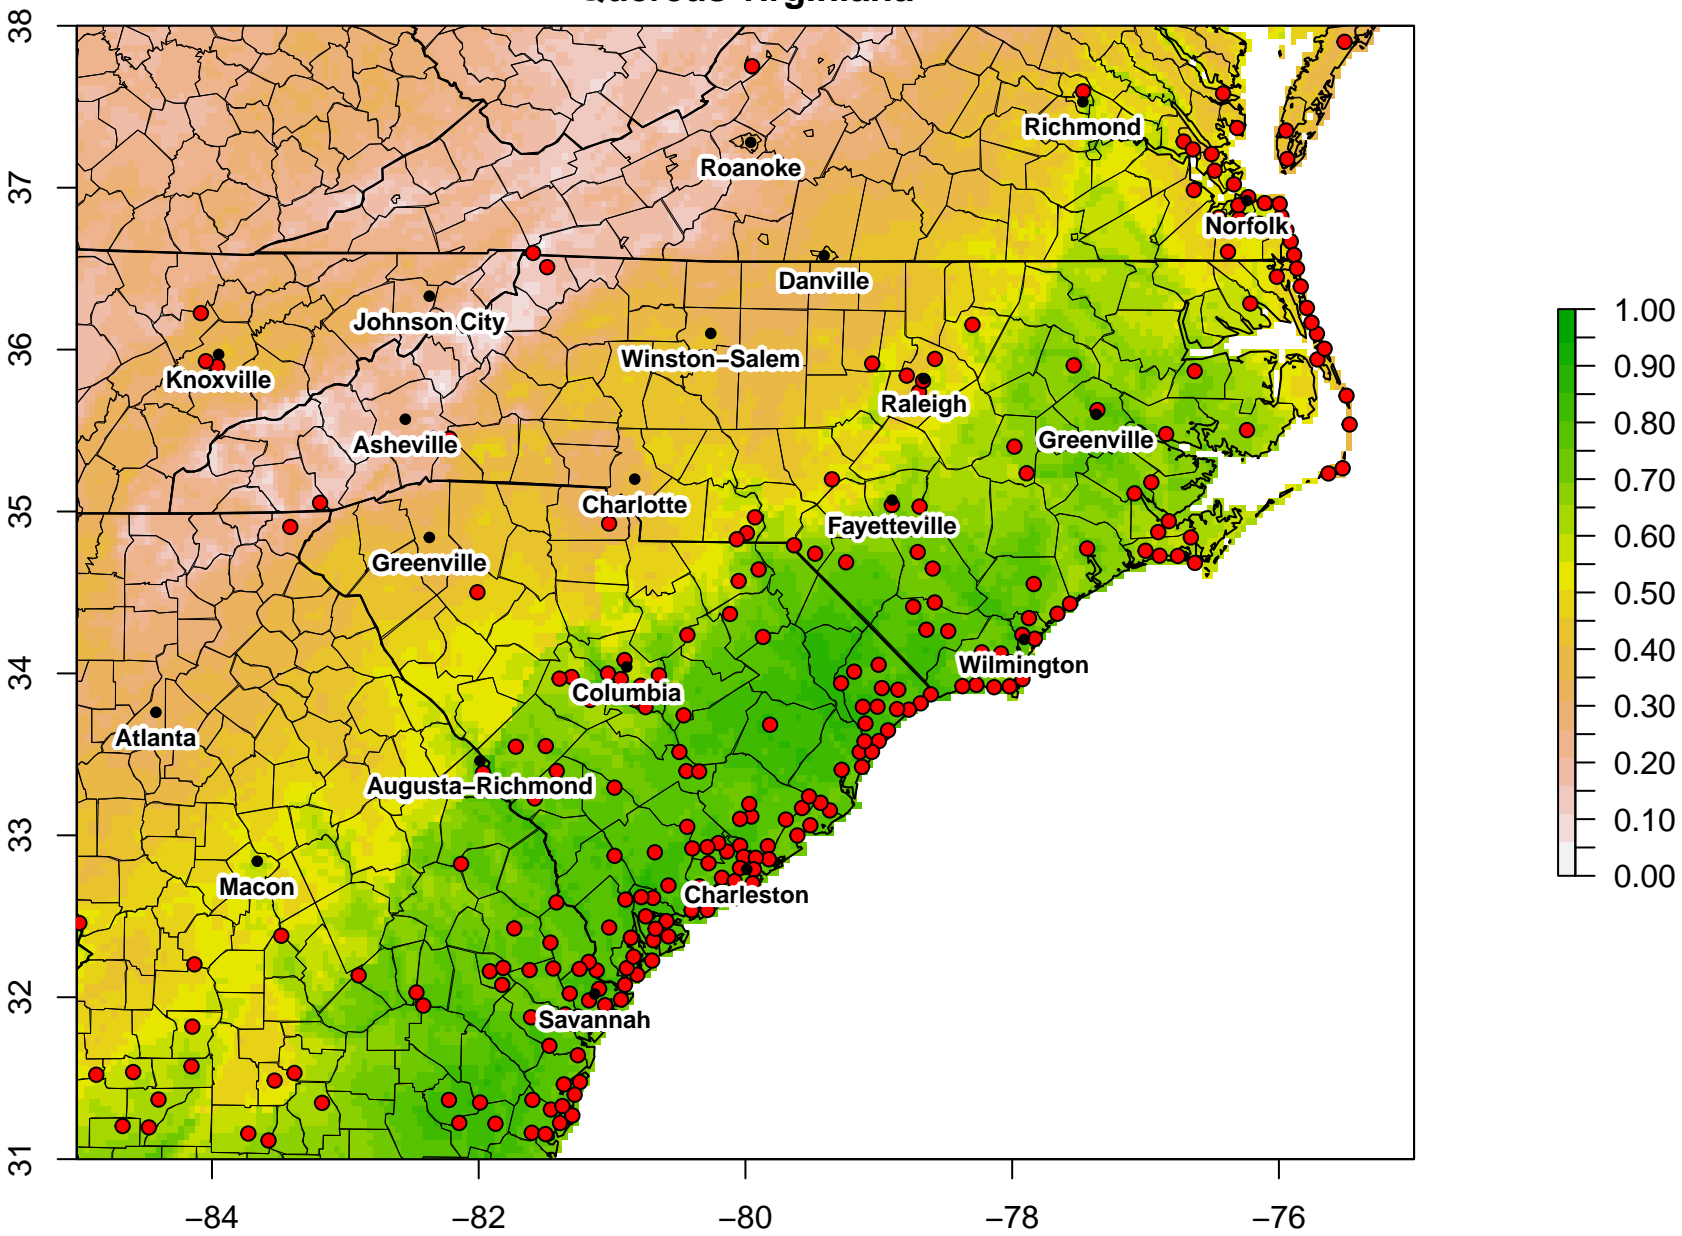 Quercus virginiana
38
37
36
35
34
33
32
31
Richmond
Roanoke
Norfolk
Danville
Johnson City
Winston−Salem
Knoxville
Raleigh
Asheville
Greenville
Charlotte
Fayetteville
Greenville
Wilmington
Columbia
Atlanta
Augusta−Richmond
Macon
Charleston
Savannah
−84 −82 −80 −78 −76
1.00
0.90
0.80
0.70
0.60
0.50
0.40
0.30
0.20
0.10
0.00